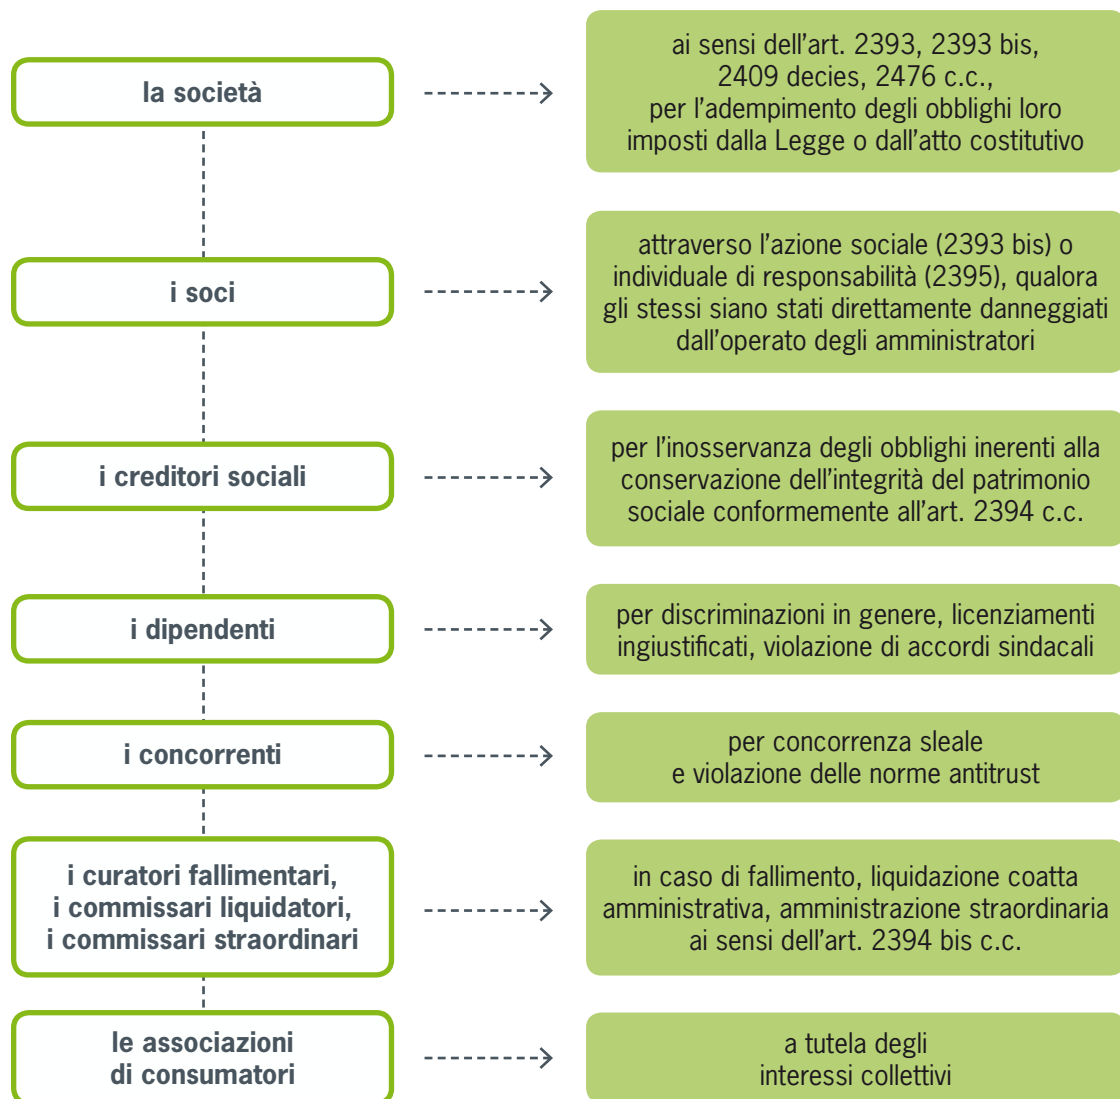 la società
ai sensi dell'art. 2393, 2393 bis,
2409 decies, 2476 c.c.,
per l'adempimento degli obblighi loro
imposti dalla Legge o dall'atto costitutivo
i soci
attraverso l'azione sociale (2393 bis) o
individuale di responsabilità (2395), qualora
gli stessi siano stati direttamente danneggiati
dall'operato degli amministratori
i creditori sociali
per l'inosservanza degli obblighi inerenti alla
conservazione dell'integrità del patrimonio
sociale conformemente all'art. 2394 c.c.
i dipendenti
per discriminazioni in genere, licenziamenti
ingiustificati, violazione di accordi sindacali
i concorrenti
per concorrenza sleale
e violazione delle norme antitrust
i curatori fallimentari,
i commissari liquidatori,
i commissari straordinari
in caso di fallimento, liquidazione coatta
amministrativa, amministrazione straordinaria
ai sensi dell'art. 2394 bis c.c.
le associazioni
di consumatori
a tutela degli
interessi collettivi